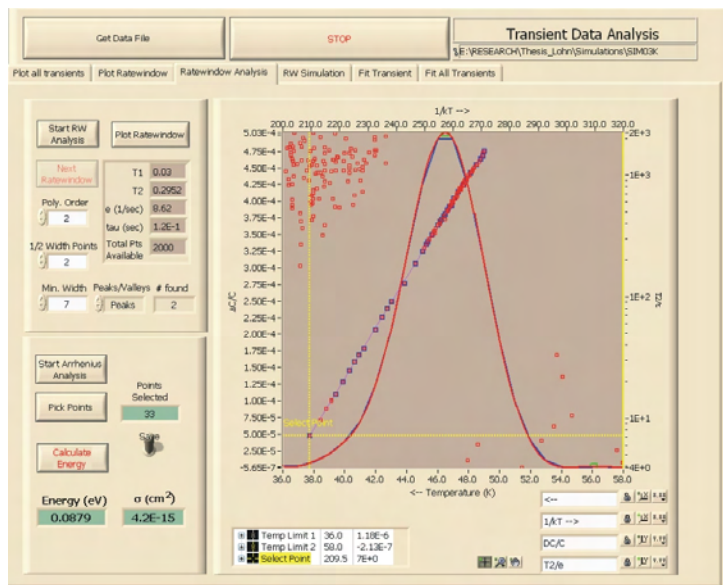 Get Data File
STOP
Transient Data Analysis
E:\RESEARCH\Thesis_Lohn\Simulations\SIM03K
Plot all transients
Plot Ratewindow
Ratewindow Analysis
RW Simulation
Fit Transient
Fit All Transients
Start RW
Analysis
Plot Ratewindow
Next
Ratewindow
T1 0.03
T2 0.2952
Poly. Order
2
e (1/sec) 8.62
tau (sec) 1.2E-1
1/2 Width Points
2
Total Pts
Available 2000
Min. Width
7
Peaks/Valleys
Peaks
# found
2
Start Arrhenius
Analysis
Pick Points
Points
Selected
33
Save
Calculate
Energy
Energy (eV)
0.0879
σ (cm²)
4.2E-15
1/kT -->
200.0 210.0 220.0 230.0 240.0 250.0 260.0 270.0 280.0 290.0 300.0 310.0 320.0
5.03E-4
4.75E-4
4.50E-4
4.25E-4
4.00E-4
3.75E-4
3.50E-4
3.25E-4
3.00E-4
2.75E-4
2.50E-4
2.25E-4
2.00E-4
1.75E-4
1.50E-4
1.25E-4
1.00E-4
7.50E-5
5.00E-5
2.50E-5
-5.65E-7
ΔC/C
2E+3
1E+3
1E+2
1E+1
4E+0
T2/e
Select Point
36.0 38.0 40.0 42.0 44.0 46.0 48.0 50.0 52.0 54.0 56.0 58.0
<-- Temperature (K)
Temp Limit 1 36.0 1.18E-6
Temp Limit 2 58.0 -2.13E-7
Select Point 209.5 7E+0
<--
1/kT -->
DC/C
T2/e